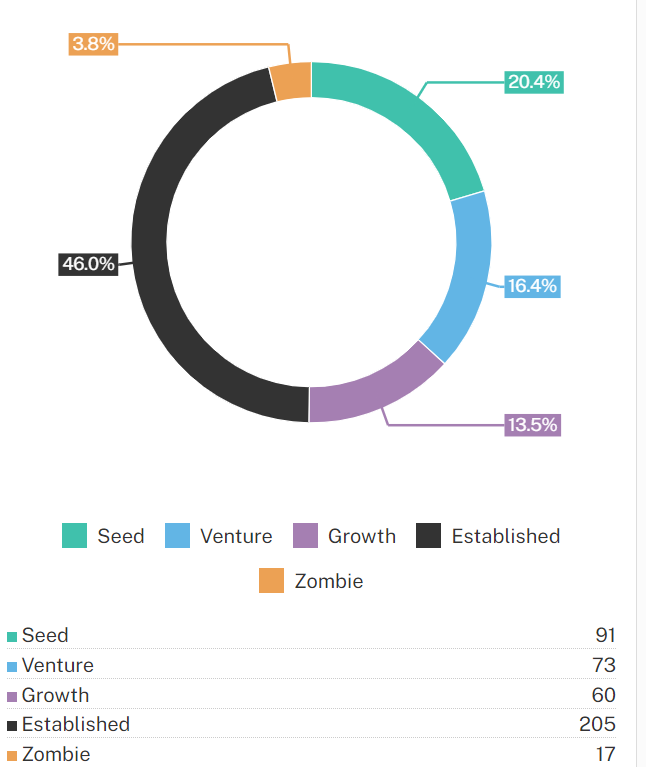 3.8%
20.4%
46.0%
16.4%
13.5%
Seed Venture Growth Established
Zombie
Seed 91
Venture 73
Growth 60
Established 205
Zombie 17